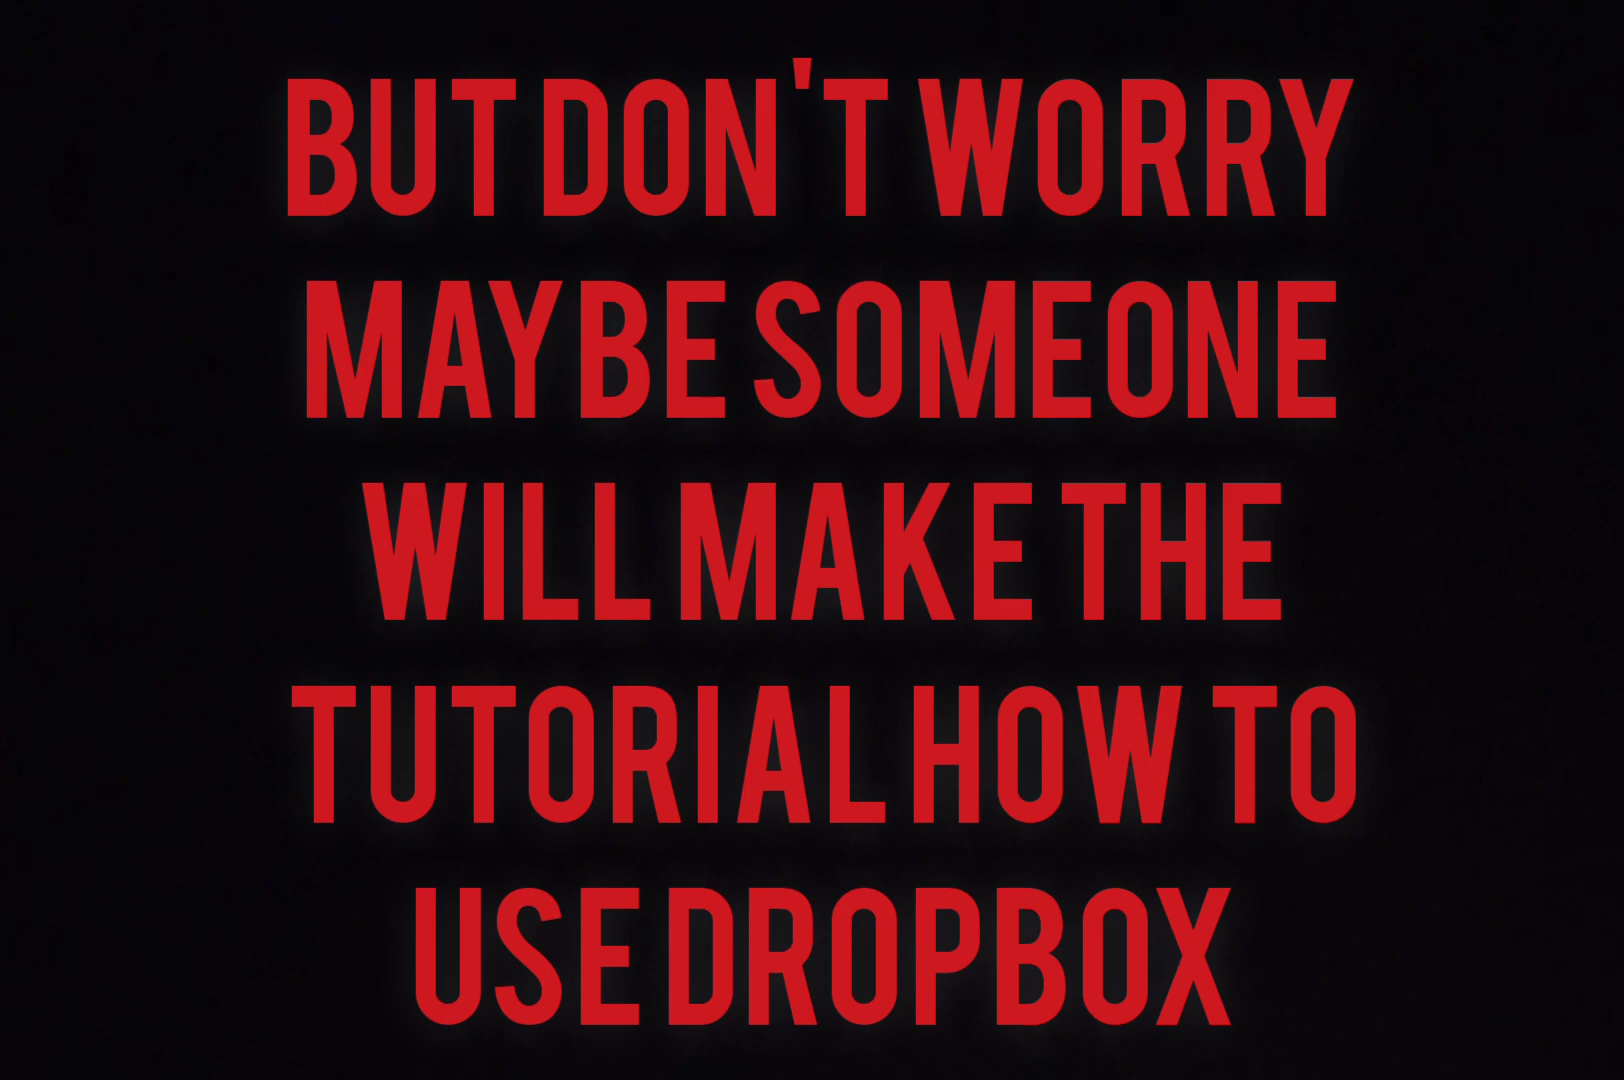 BUT DON'T WORRY
MAYBE SOMEONE
WILL MAKE THE
TUTORIAL HOW TO
USE DROPBOX